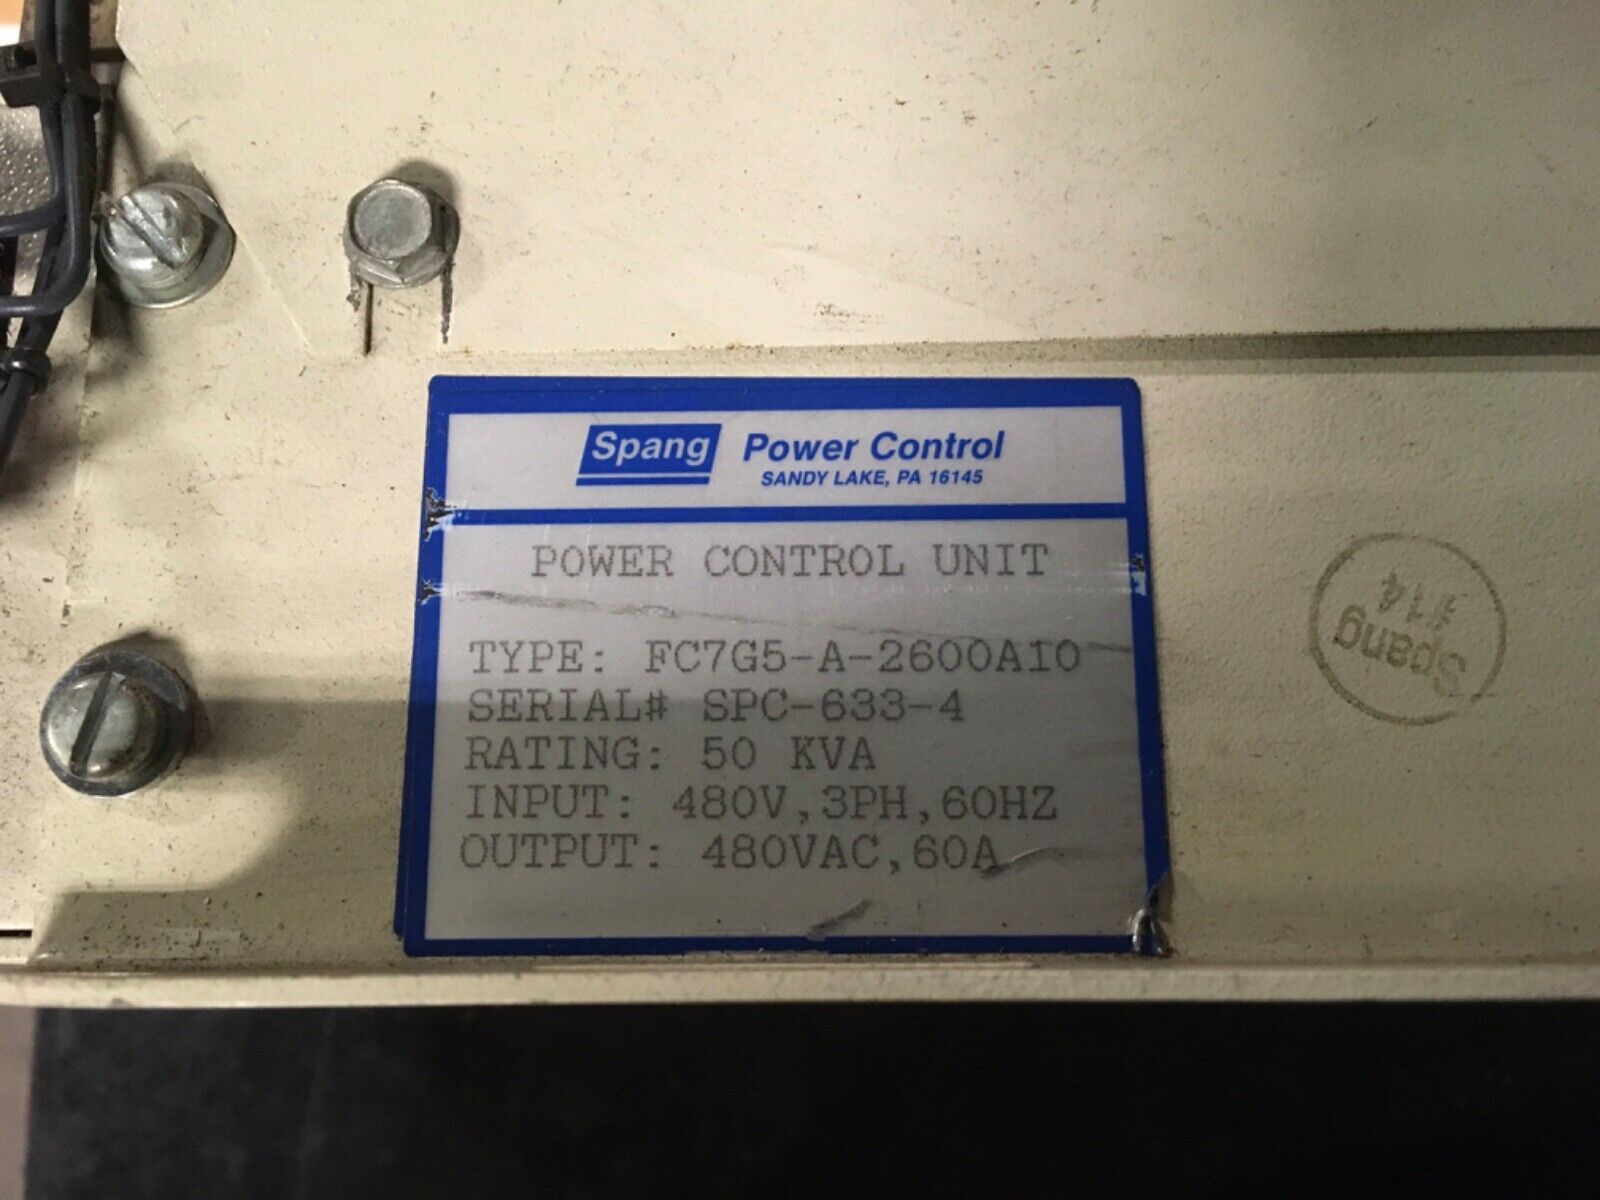 Spang Power Control
SANDY LAKE, PA 16145
POWER CONTROL UNIT
TYPE: FC7G5-A-2600AIO
SERIAL# SPC-633-4
RATING: 50 KVA
INPUT: 480V,3PH,60HZ
OUTPUT: 480VAC,60A
Spang
114